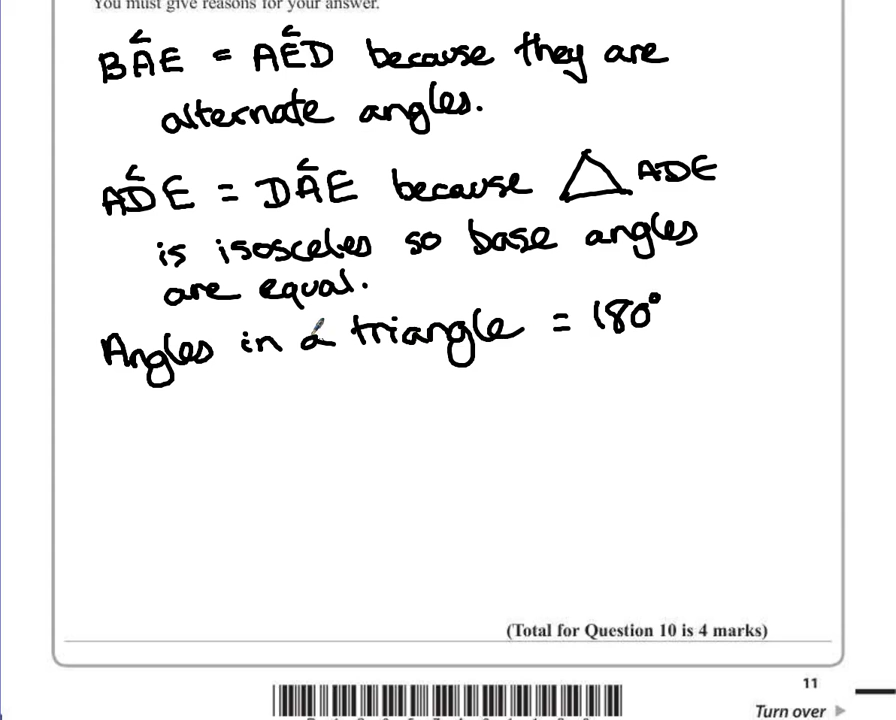 You must give reasons for your answer.
BÂE = AÊD because they are
alternate angles.
AD̂E = DÂE because △ ADE
is isosceles so base angles
are equal.
Angles in a triangle = 180°
(Total for Question 10 is 4 marks)
11
Turn over